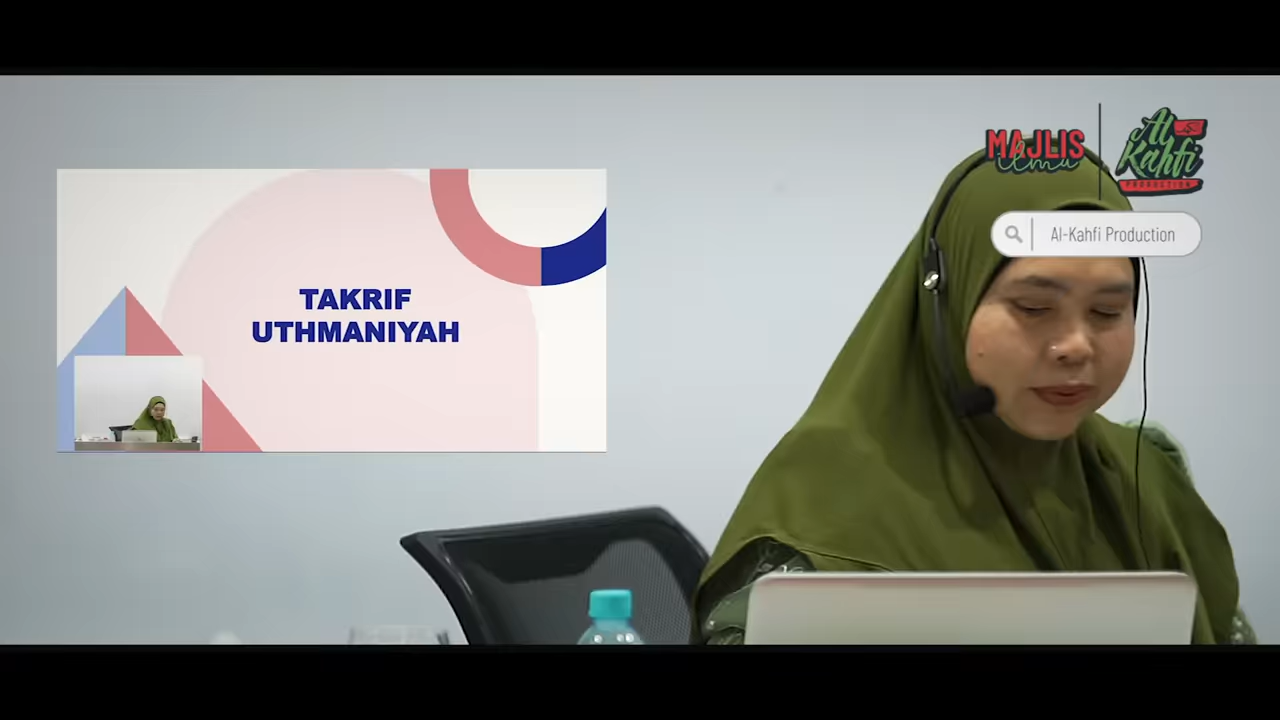 TAKRIF
UTHMANIYAH
MAJLIS
ilmu
Al
Kahfi
PRODUCTION
Al-Kahfi Production